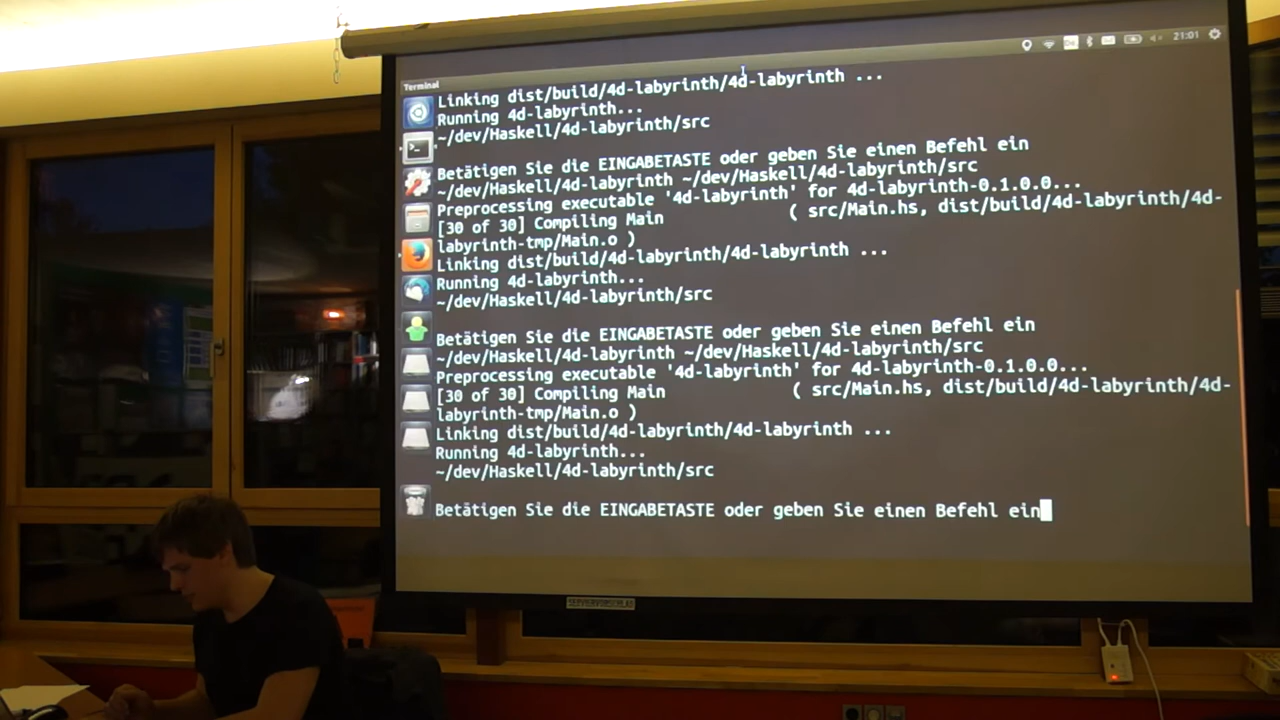 Terminal
De
21:01
Linking dist/build/4d-labyrinth/4d-labyrinth ...
Running 4d-labyrinth...
~/dev/Haskell/4d-labyrinth/src
Betätigen Sie die EINGABETASTE oder geben Sie einen Befehl ein
~/dev/Haskell/4d-labyrinth ~/dev/Haskell/4d-labyrinth/src
Preprocessing executable '4d-labyrinth' for 4d-labyrinth-0.1.0.0...
[30 of 30] Compiling Main ( src/Main.hs, dist/build/4d-labyrinth/4d-
labyrinth-tmp/Main.o )
Linking dist/build/4d-labyrinth/4d-labyrinth ...
Running 4d-labyrinth...
~/dev/Haskell/4d-labyrinth/src
Betätigen Sie die EINGABETASTE oder geben Sie einen Befehl ein
~/dev/Haskell/4d-labyrinth ~/dev/Haskell/4d-labyrinth/src
Preprocessing executable '4d-labyrinth' for 4d-labyrinth-0.1.0.0...
[30 of 30] Compiling Main ( src/Main.hs, dist/build/4d-labyrinth/4d-
labyrinth-tmp/Main.o )
Linking dist/build/4d-labyrinth/4d-labyrinth ...
Running 4d-labyrinth...
~/dev/Haskell/4d-labyrinth/src
Betätigen Sie die EINGABETASTE oder geben Sie einen Befehl ein